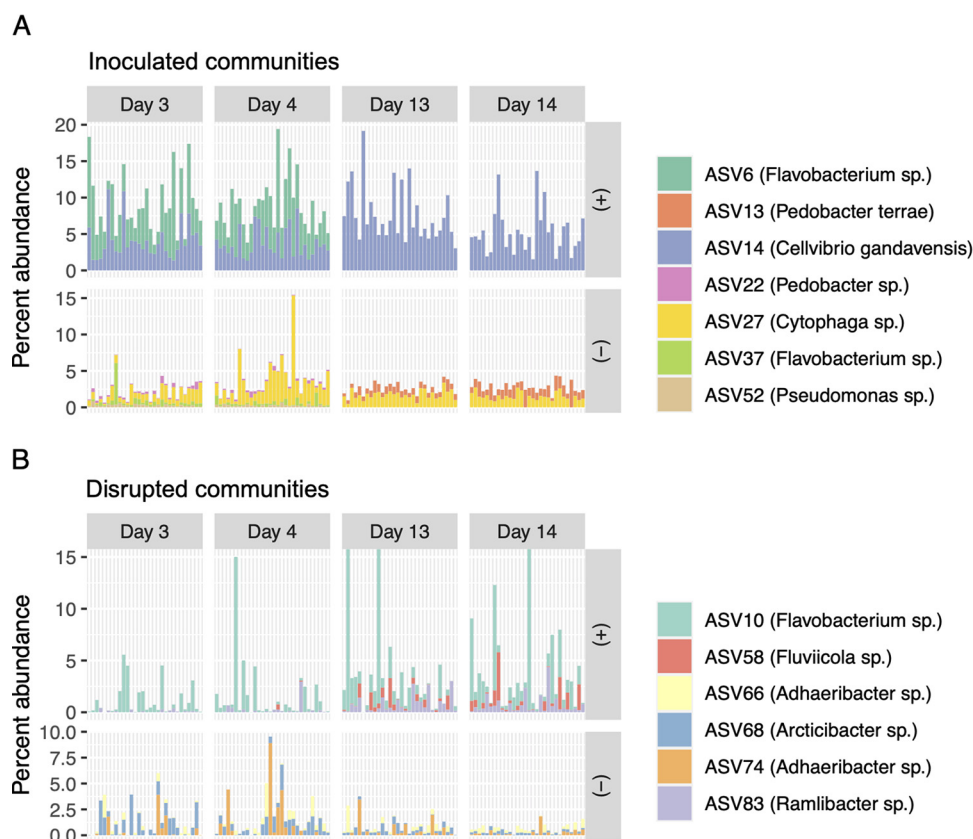 A
Inoculated communities
Day 3
Day 4
Day 13
Day 14
Percent abundance
20
15
10
5
0
(+)
15
10
5
0
(−)
ASV6 (Flavobacterium sp.)
ASV13 (Pedobacter terrae)
ASV14 (Cellvibrio gandavensis)
ASV22 (Pedobacter sp.)
ASV27 (Cytophaga sp.)
ASV37 (Flavobacterium sp.)
ASV52 (Pseudomonas sp.)
B
Disrupted communities
Day 3
Day 4
Day 13
Day 14
Percent abundance
15
10
5
0
(+)
10.0
7.5
5.0
2.5
0.0
(−)
ASV10 (Flavobacterium sp.)
ASV58 (Fluviicola sp.)
ASV66 (Adhaeribacter sp.)
ASV68 (Arcticibacter sp.)
ASV74 (Adhaeribacter sp.)
ASV83 (Ramlibacter sp.)